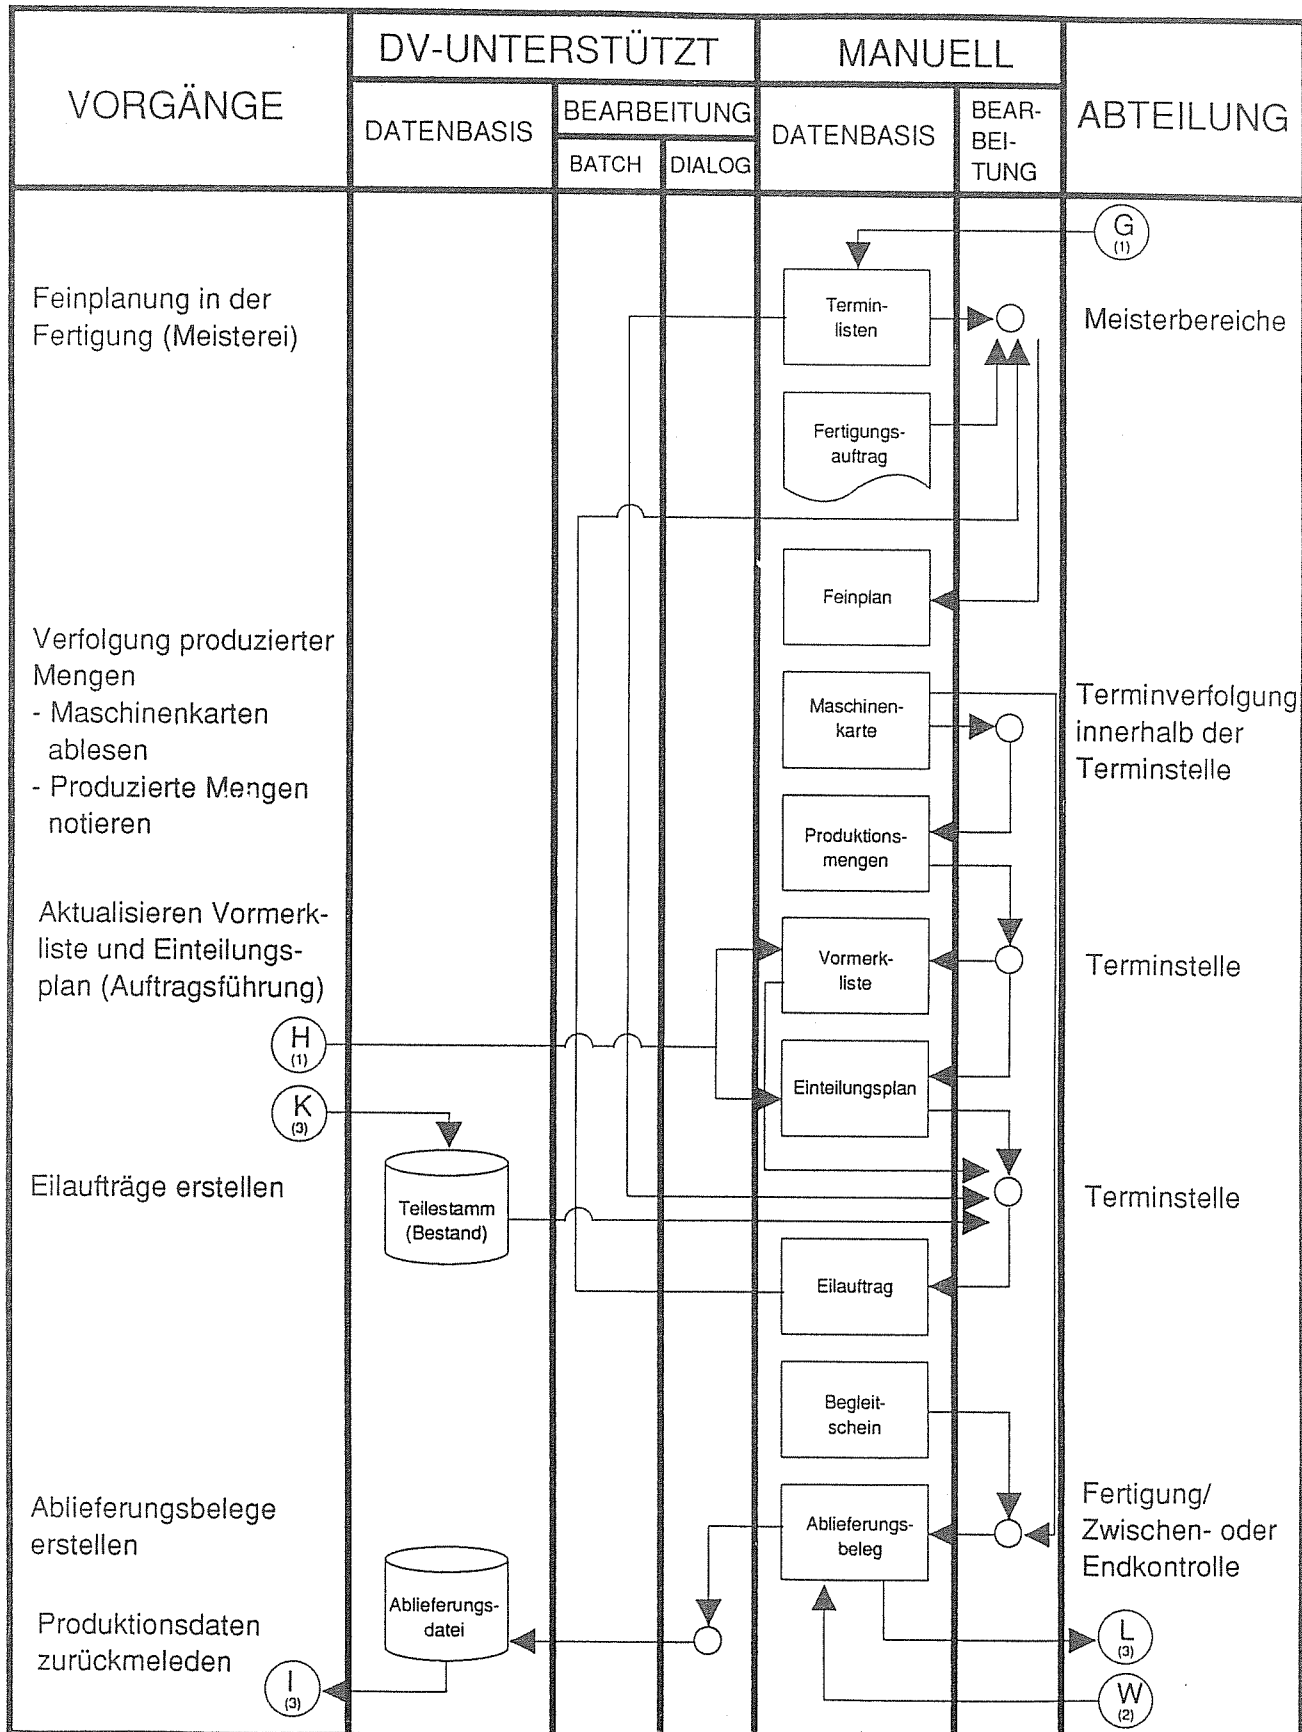 VORGÄNGE
DV-UNTERSTÜTZT
MANUELL
ABTEILUNG
DATENBASIS
BEARBEITUNG
BATCH
DIALOG
DATENBASIS
BEAR-
BEI-
TUNG
G
(1)
Feinplanung in der
Fertigung (Meisterei)
Termin-
listen
Meisterbereiche
Fertigungs-
auftrag
Feinplan
Verfolgung produzierter
Mengen
- Maschinenkarten
ablesen
- Produzierte Mengen
notieren
Maschinen-
karte
Terminverfolgung
innerhalb der
Terminstelle
Produktions-
mengen
Aktualisieren Vormerk-
liste und Einteilungs-
plan (Auftragsführung)
Vormerk-
liste
Terminstelle
H
(1)
Einteilungsplan
K
(3)
Eilaufträge erstellen
Teilestamm
(Bestand)
Terminstelle
Eilauftrag
Begleit-
schein
Ablieferungsbelege
erstellen
Ablieferungs-
beleg
Fertigung/
Zwischen- oder
Endkontrolle
Ablieferungs-
datei
Produktionsdaten
zurückmeleden
L
(3)
I
(3)
W
(2)